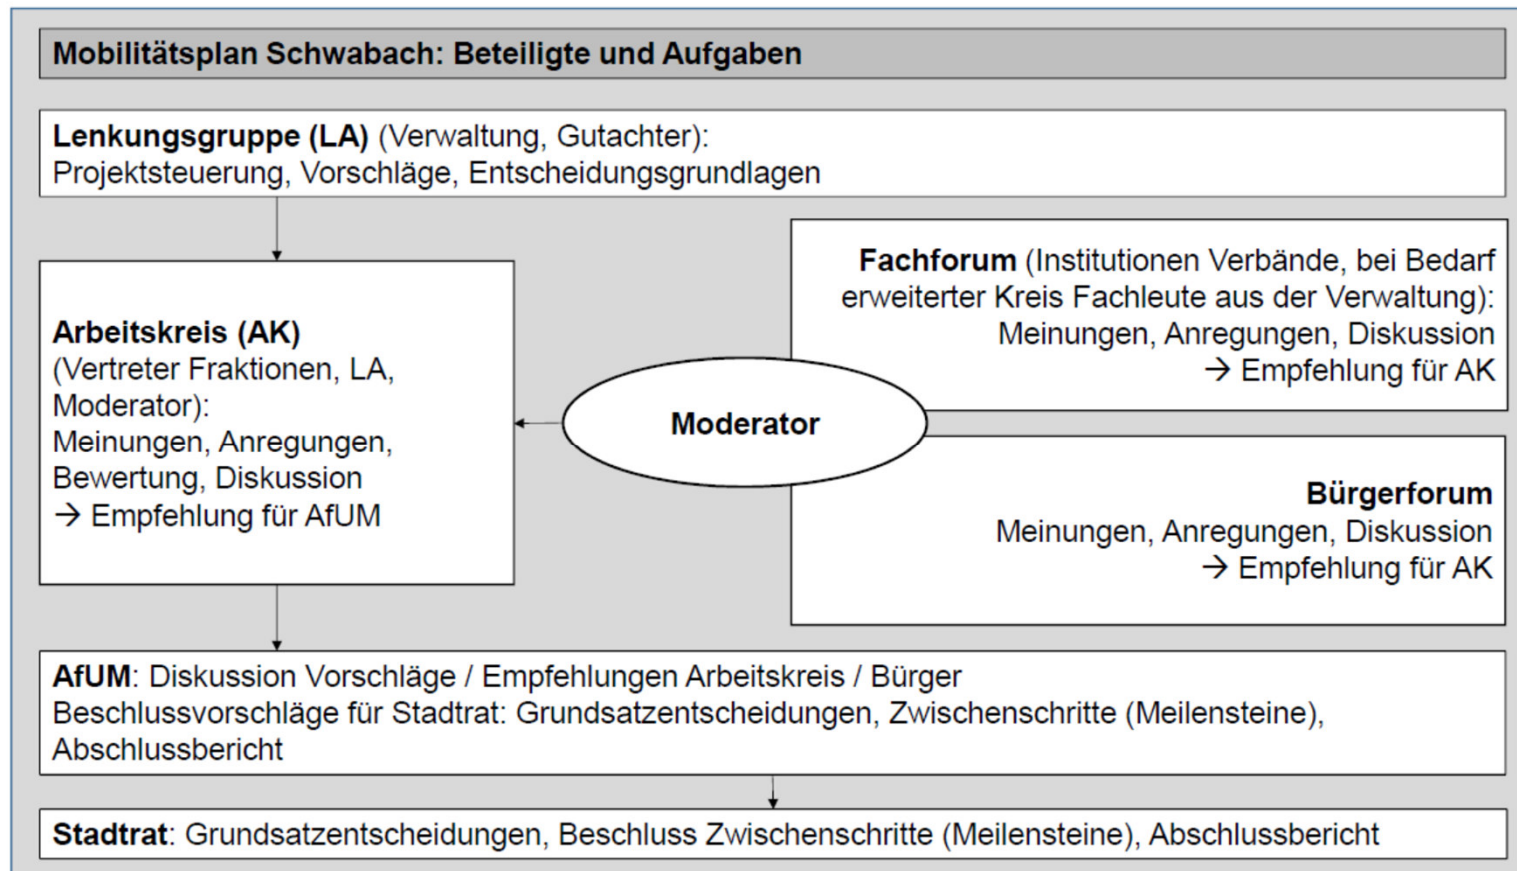 Mobilitätsplan Schwabach: Beteiligte und Aufgaben
Lenkungsgruppe (LA) (Verwaltung, Gutachter):
Projektsteuerung, Vorschläge, Entscheidungsgrundlagen
Arbeitskreis (AK)
(Vertreter Fraktionen, LA,
Moderator):
Meinungen, Anregungen,
Bewertung, Diskussion
→ Empfehlung für AfUM
Moderator
Fachforum (Institutionen Verbände, bei Bedarf
erweiterter Kreis Fachleute aus der Verwaltung):
Meinungen, Anregungen, Diskussion
→ Empfehlung für AK
Bürgerforum
Meinungen, Anregungen, Diskussion
→ Empfehlung für AK
AfUM: Diskussion Vorschläge / Empfehlungen Arbeitskreis / Bürger
Beschlussvorschläge für Stadtrat: Grundsatzentscheidungen, Zwischenschritte (Meilensteine),
Abschlussbericht
Stadtrat: Grundsatzentscheidungen, Beschluss Zwischenschritte (Meilensteine), Abschlussbericht